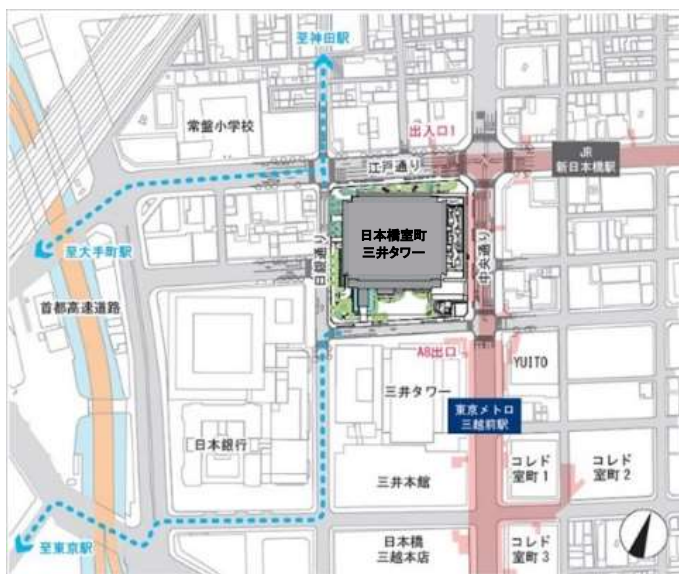 至神田駅
常盤小学校
出入口1
江戸通り
JR
新日本橋駅
日本橋室町
三井タワー
至大手町駅
日銀通り
中央通り
首都高速道路
A8出口
YUITO
三井タワー
東京メトロ
三越前駅
日本銀行
三井本館
コレド
室町1
コレド
室町2
至東京駅
日本橋
三越本店
コレド
室町3